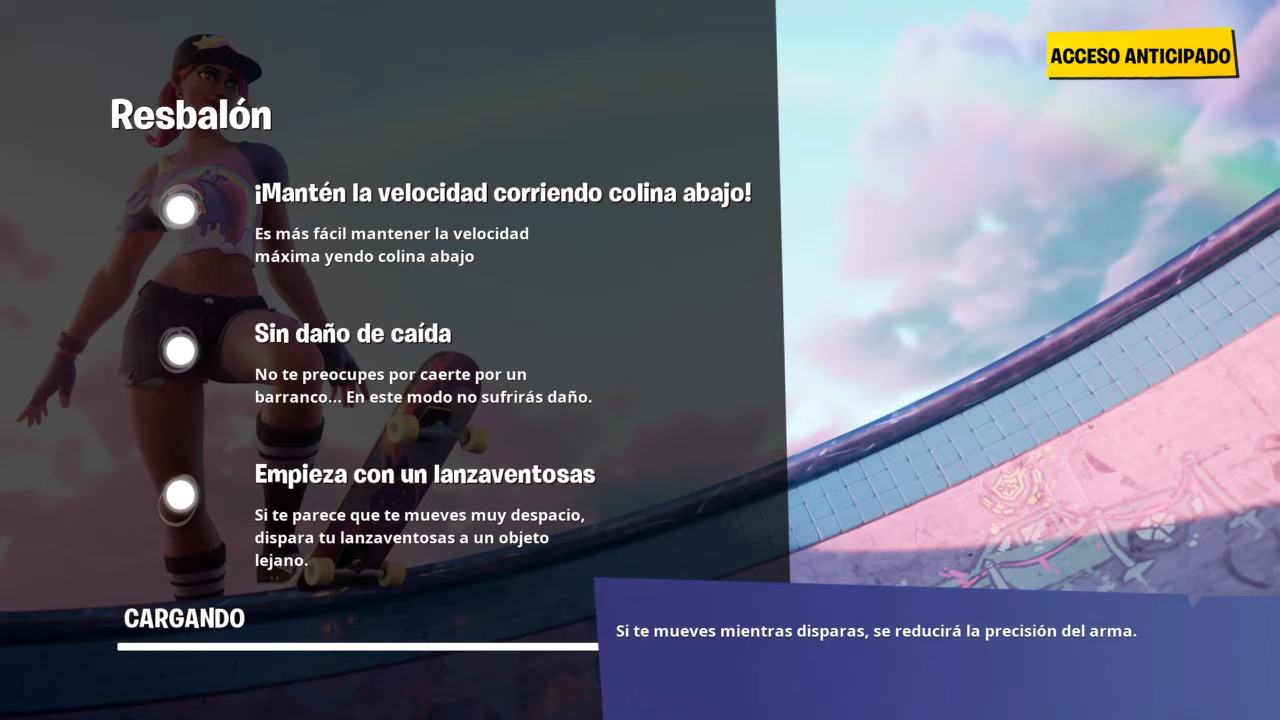 ACCESO ANTICIPADO
Resbalón
¡Mantén la velocidad corriendo colina abajo!
Es más fácil mantener la velocidad
máxima yendo colina abajo
Sin daño de caída
No te preocupes por caerte por un
barranco... En este modo no sufrirás daño.
Empieza con un lanzaventosas
Si te parece que te mueves muy despacio,
dispara tu lanzaventosas a un objeto
lejano.
CARGANDO
Si te mueves mientras disparas, se reducirá la precisión del arma.